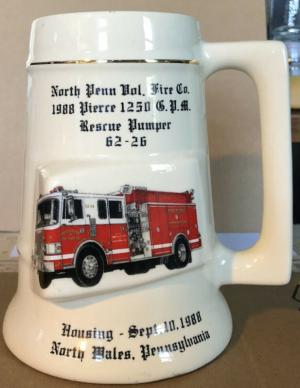 North Penn Vol. Fire Co.
1988 Pierce 1250 G.P.M.
Rescue Pumper
62-26
Housing - Sept. 10, 1988
North Wales, Pennsylvania